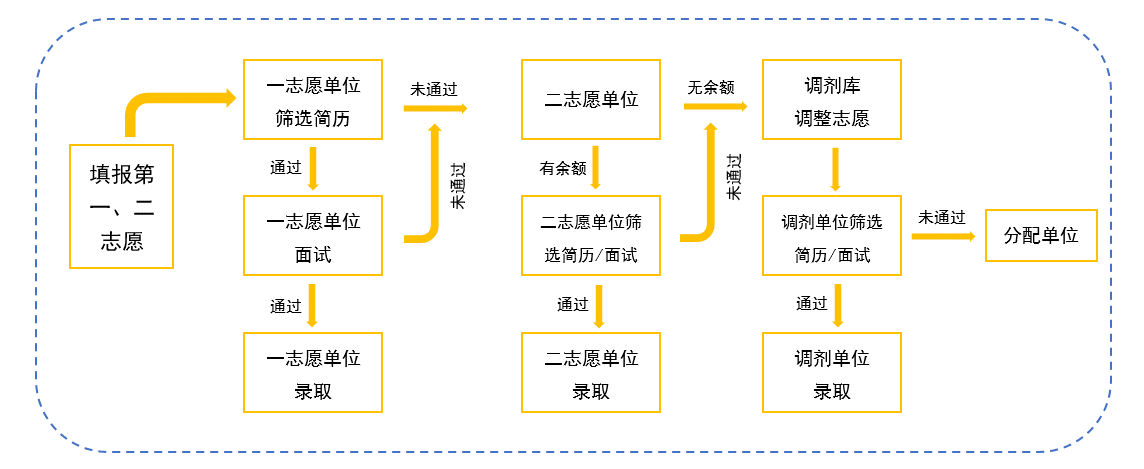 填报第
一、二
志愿
一志愿单位
筛选简历
未通过
通过
一志愿单位
面试
未通过
通过
一志愿单位
录取
二志愿单位
无余额
有余额
二志愿单位筛
选简历/面试
未通过
通过
二志愿单位
录取
调剂库
调整志愿
调剂单位筛选
简历/面试
未通过
分配单位
通过
调剂单位
录取